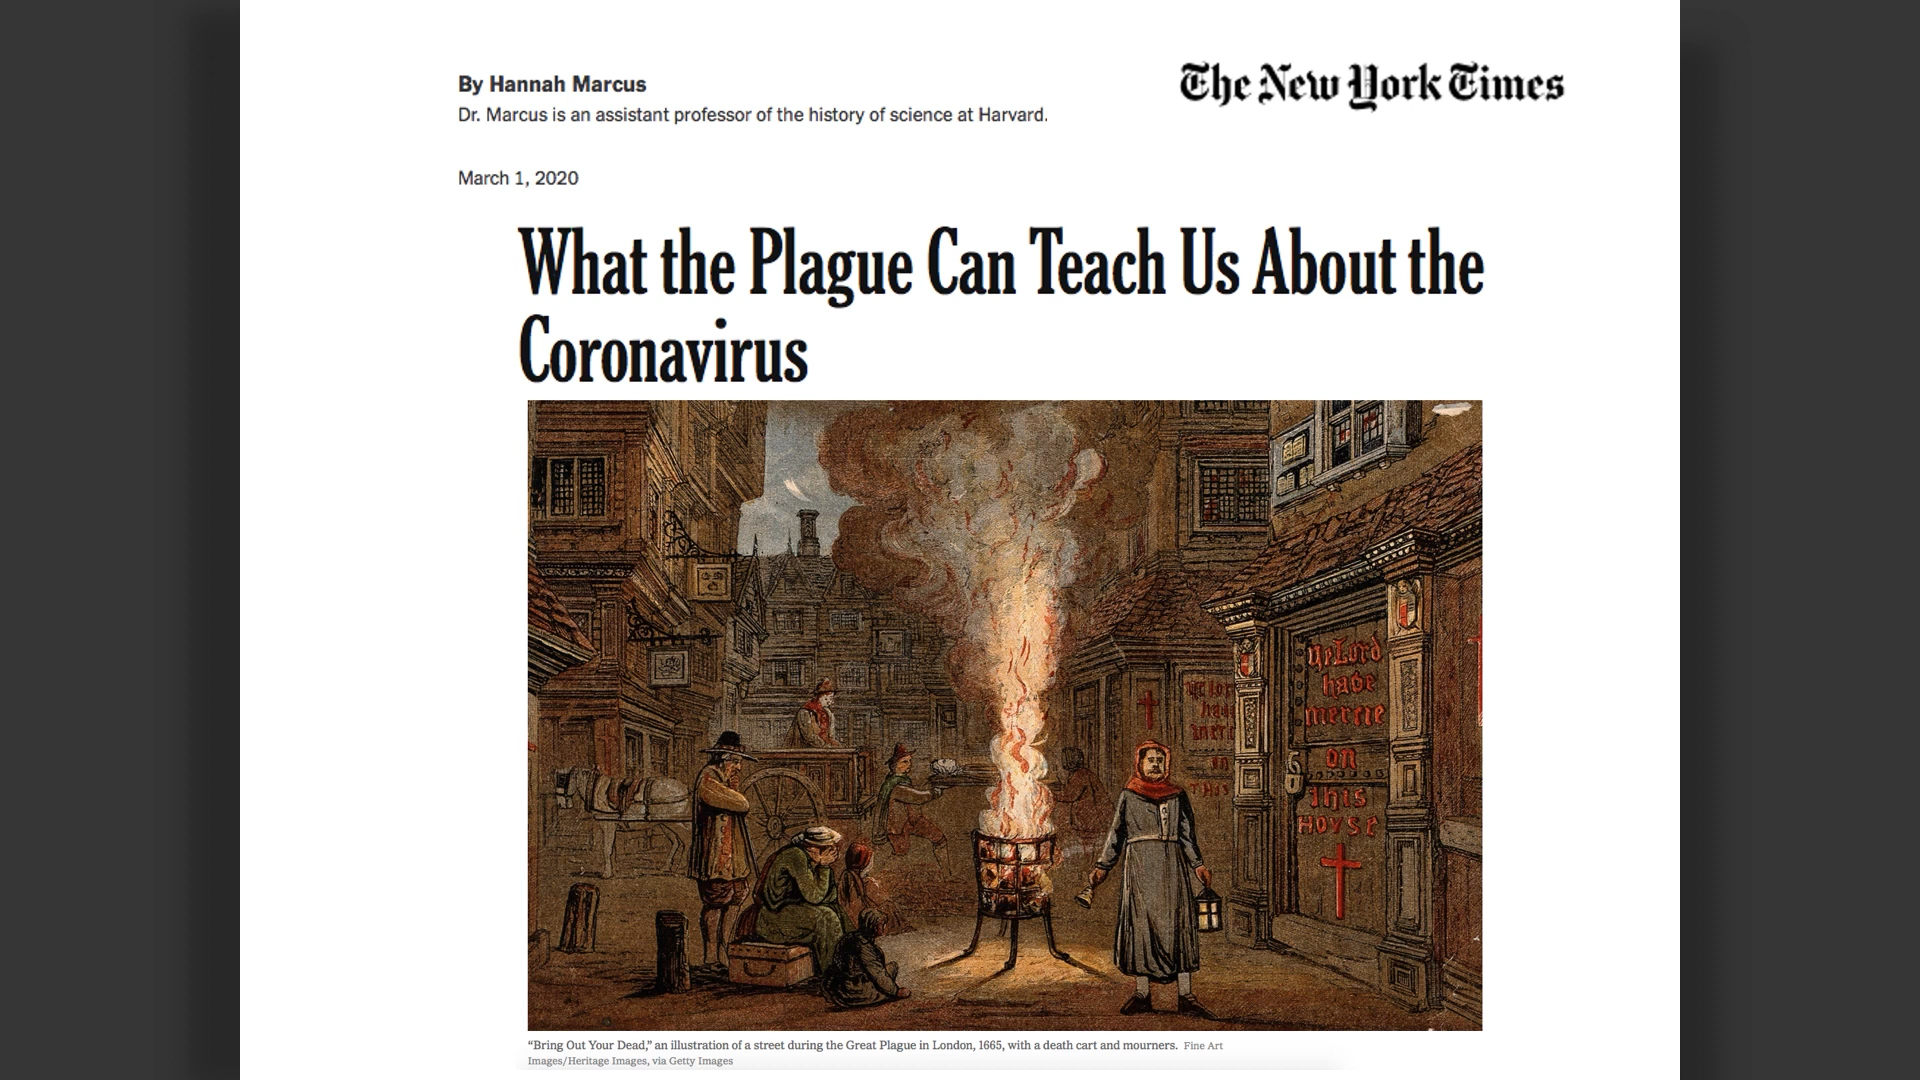 By Hannah Marcus
The New York Times
Dr. Marcus is an assistant professor of the history of science at Harvard.
March 1, 2020
What the Plague Can Teach Us About the
Coronavirus
Ye Lord
have
mercie
on
This
HOVSE
“Bring Out Your Dead,” an illustration of a street during the Great Plague in London, 1665, with a death cart and mourners. Fine Art
Images/Heritage Images, via Getty Images